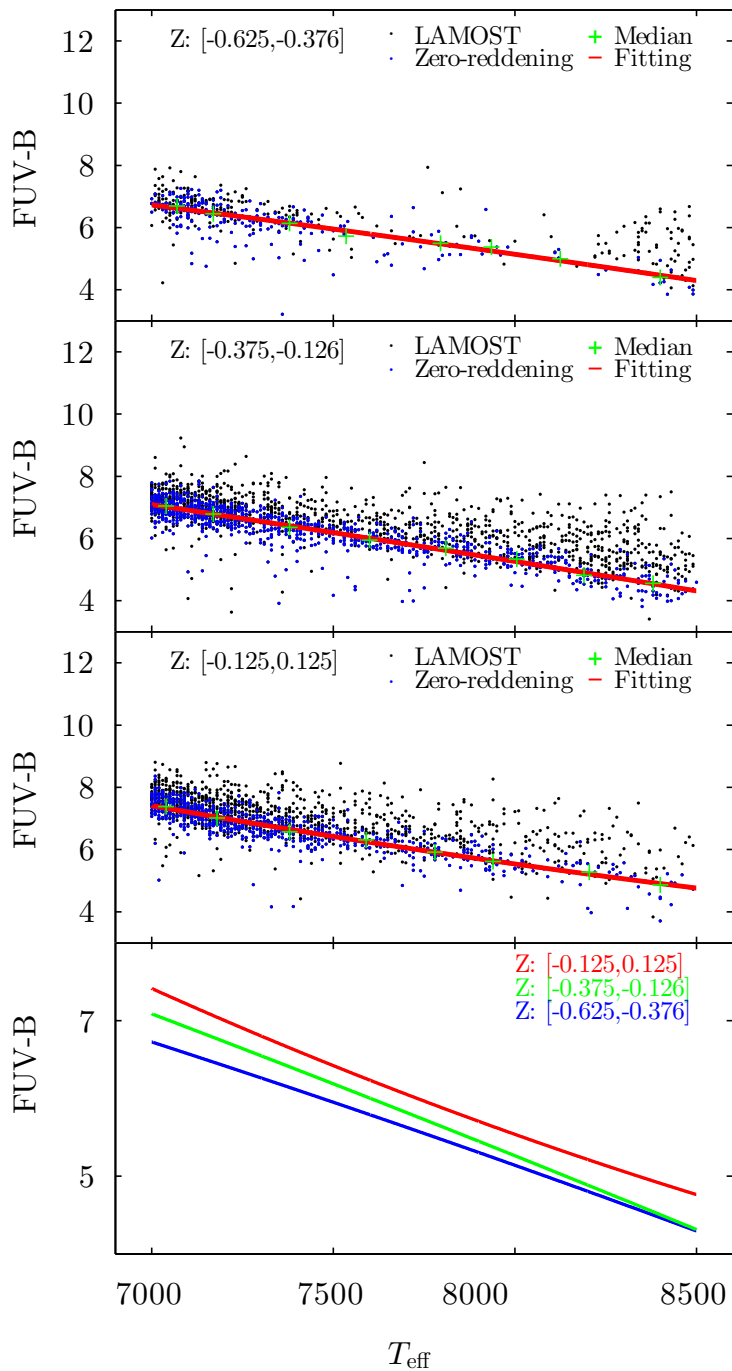 12
10
8
6
4
FUV-B
Z: [-0.625,-0.376]
LAMOST
Zero-reddening
Median
Fitting
12
10
8
6
4
FUV-B
Z: [-0.375,-0.126]
LAMOST
Zero-reddening
Median
Fitting
12
10
8
6
4
FUV-B
Z: [-0.125,0.125]
LAMOST
Zero-reddening
Median
Fitting
7
5
FUV-B
Z: [-0.125,0.125]
Z: [-0.375,-0.126]
Z: [-0.625,-0.376]
7000 7500 8000 8500
T_eff